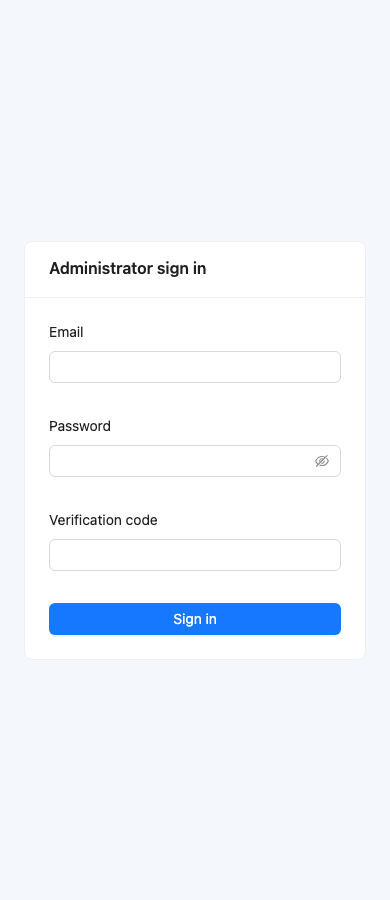 Administrator sign in
Email
Password
Verification code
Sign in